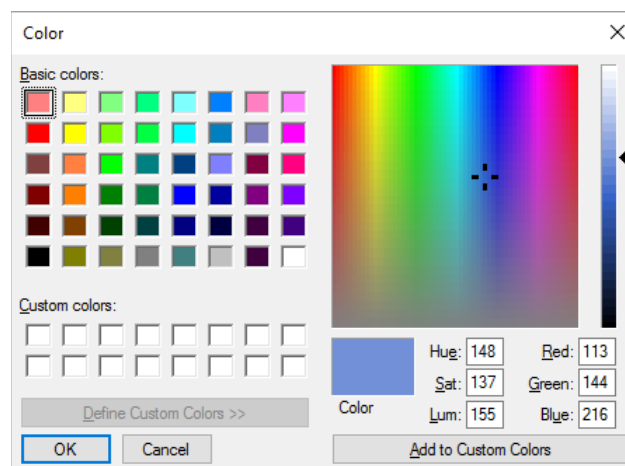 Color
Basic colors:
Custom colors:
Define Custom Colors >>
OK Cancel
Color
Hue: 148 Red: 113
Sat: 137 Green: 144
Lum: 155 Blue: 216
Add to Custom Colors